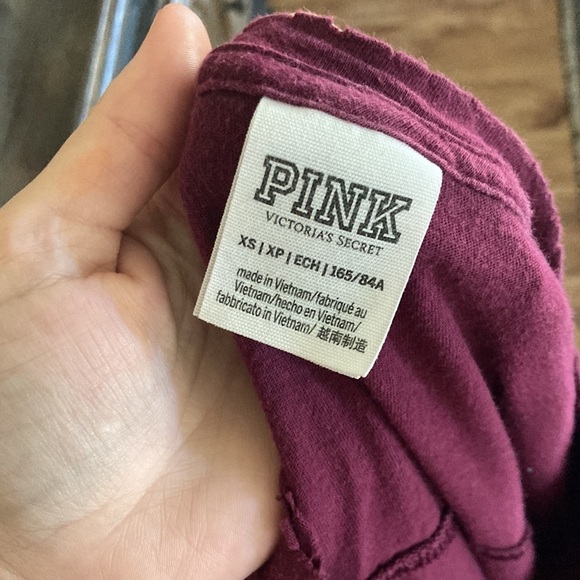 PINK
VICTORIA'S SECRET
XS | XP | ECH | 165/84A
made in Vietnam/fabriqué au
Vietnam/hecho en Vietnam/
fabbricato in Vietnam/ 越南制造